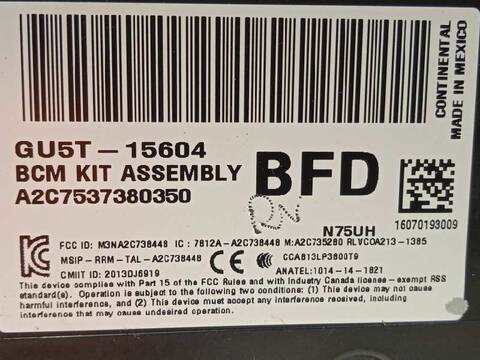 CONTINENTAL
MADE IN MEXICO
GU5T-15604
BCM KIT ASSEMBLY
A2C7537380350
BFD
N75UH
16070193009
FCC ID: M3NA2C738448 IC : 7812A-A2C738448 M:A2C735280 RLVCOA213-1385
MSIP-RRM-TAL-A2C738448
CCAB13LP3800T9
CMIIT ID: 2013DJ6919
ANATEL:1014-14-1821
This device complies with Part 15 of the FCC Rules and with Industry Canada license - exempt RSS
standard(s). Operation is subject to the following two conditions: (1) This device may not cause
harmful interference, and (2) This device must accept any interference received, including
interference that may cause undesired operation.